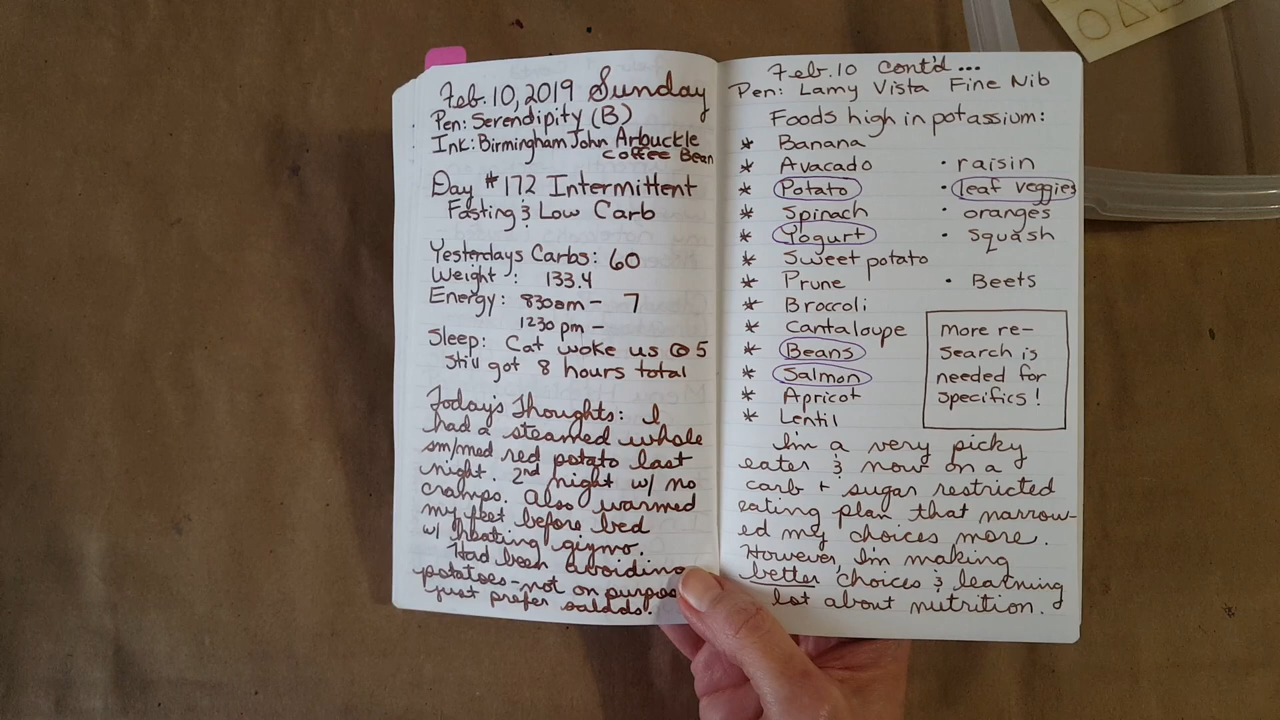 Feb. 10, 2019 Sunday
Pen: Serendipity (B)
Ink: Birmingham John Arbuckle
coffee Bean
Day #172 Intermittent
Fasting & Low Carb
Yesterdays Carbs: 60
Weight: 133.4
Energy: 830am - 7
1230 pm -
Sleep: Cat woke us @ 5
Still got 8 hours total
Today's Thoughts: I
had a steamed whole
sm/med red potato last
night. 2nd night w/ no
cramps. Also warmed
my feet before bed
w/ heating gizmo.
Had been avoiding
potatoes - not on purpose
just prefer salads.
Feb. 10 Cont'd...
Pen: Lamy Vista Fine Nib
Foods high in potassium:
* Banana
* Avacado
* Potato
* Spinach
* Yogurt
* Sweet potato
* Prune
* Broccoli
* Cantaloupe
* Beans
* Salmon
* Apricot
* Lentil
· raisin
· leaf veggies
· oranges
· Squash
· Beets
More re-
search is
needed for
specifics!
I'm a very picky
eater & now on a
carb + sugar restricted
eating plan that narrow-
ed my choices more.
However, I'm making
better choices & learning
lot about nutrition.